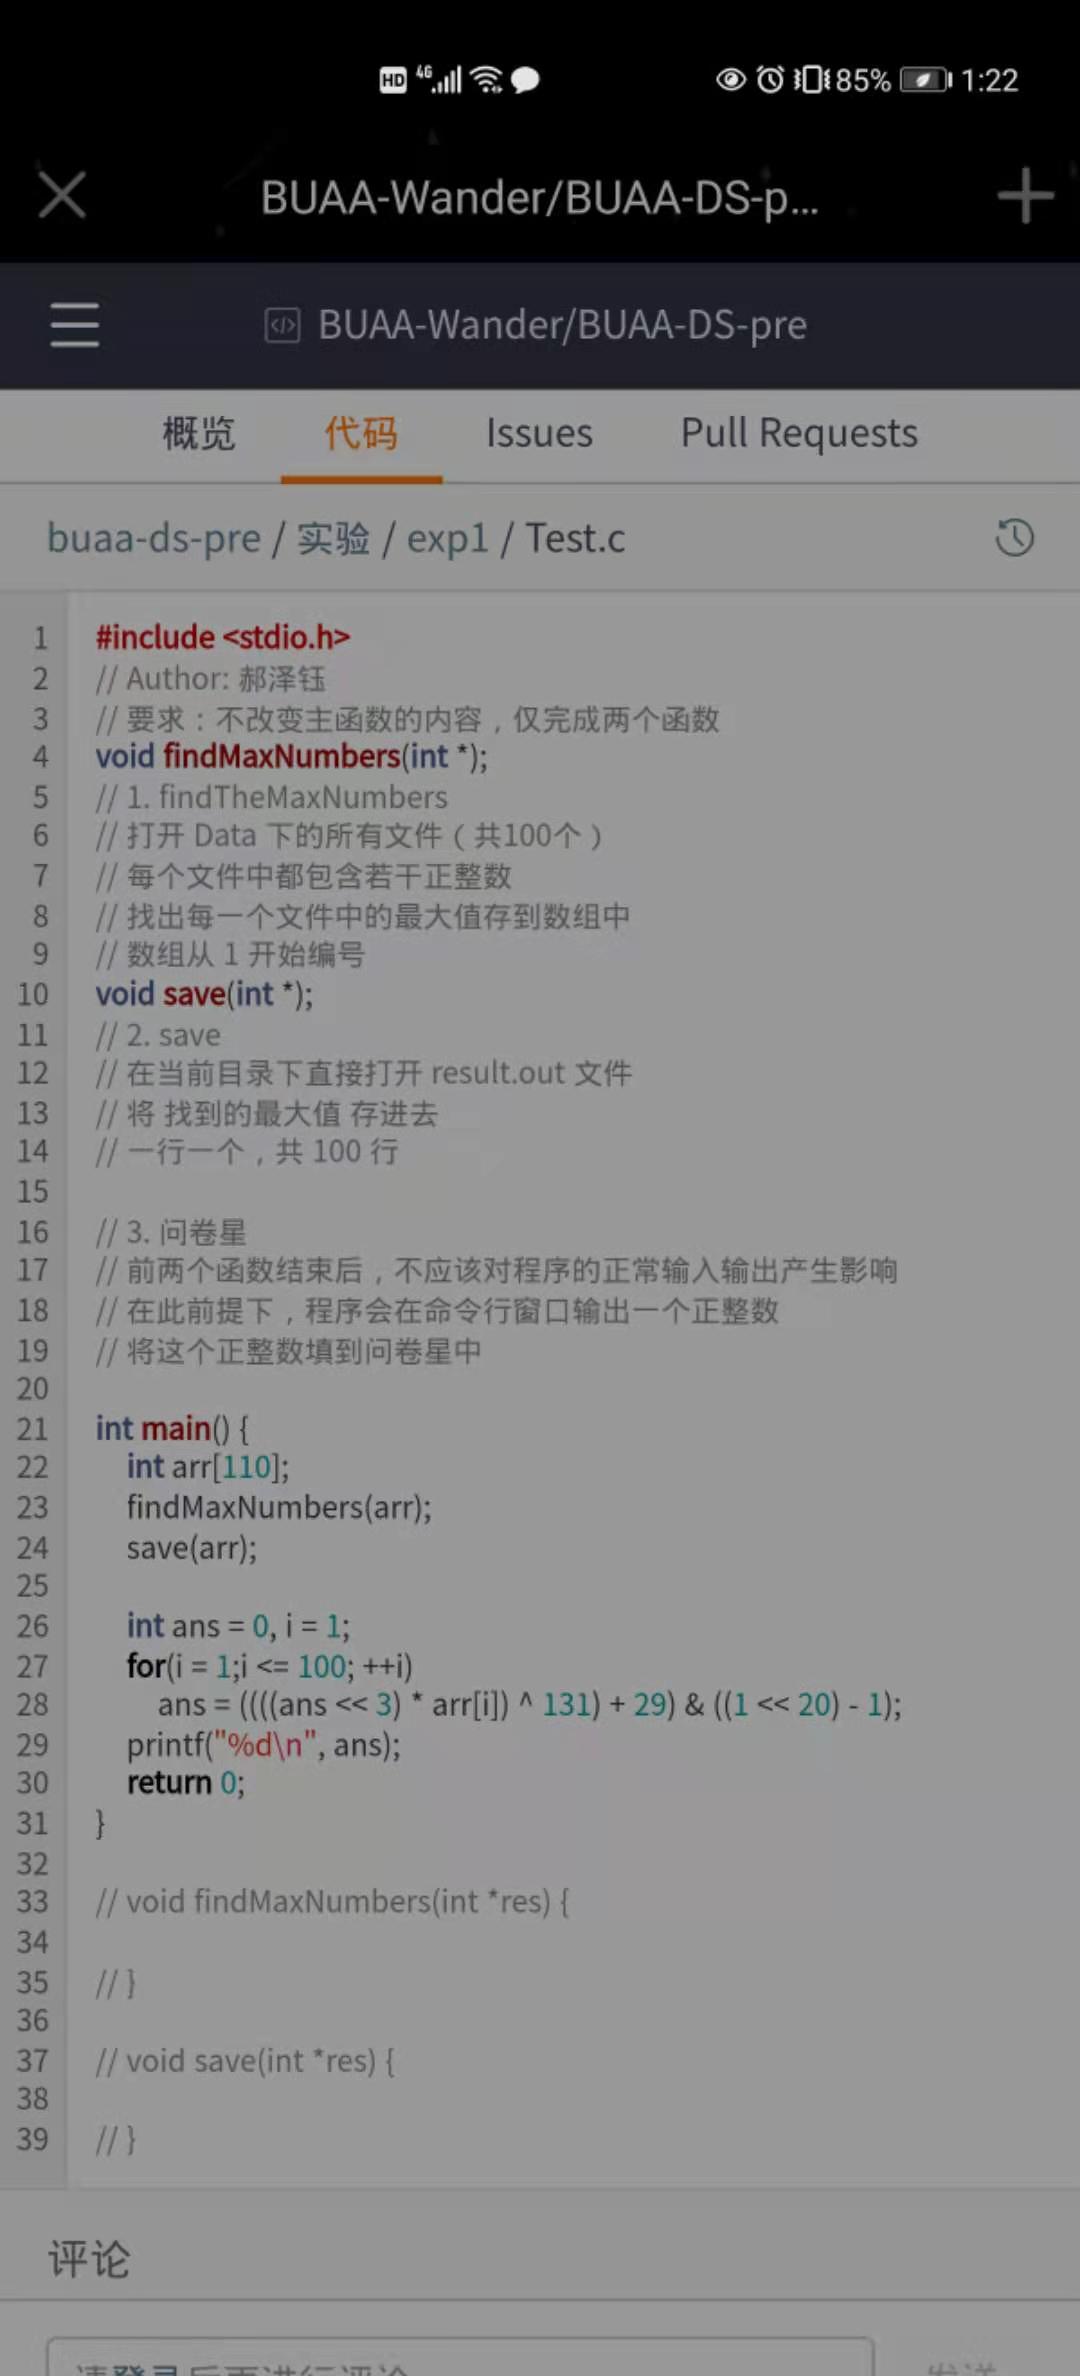 HD 4G 85% 1:22
BUAA-Wander/BUAA-DS-p...
BUAA-Wander/BUAA-DS-pre
概览 代码 Issues Pull Requests
buaa-ds-pre / 实验 / exp1 / Test.c
1 #include <stdio.h>
2 // Author: 郝泽钰
3 // 要求：不改变主函数的内容，仅完成两个函数
4 void findMaxNumbers(int *);
5 // 1. findTheMaxNumbers
6 // 打开 Data 下的所有文件（共100个）
7 // 每个文件中都包含若干正整数
8 // 找出每一个文件中的最大值存到数组中
9 // 数组从 1 开始编号
10 void save(int *);
11 // 2. save
12 // 在当前目录下直接打开 result.out 文件
13 // 将 找到的最大值 存进去
14 // 一行一个，共 100 行
15
16 // 3. 问卷星
17 // 前两个函数结束后，不应该对程序的正常输入输出产生影响
18 // 在此前提下，程序会在命令行窗口输出一个正整数
19 // 将这个正整数填到问卷星中
20
21 int main() {
22 int arr[110];
23 findMaxNumbers(arr);
24 save(arr);
25
26 int ans = 0, i = 1;
27 for(i = 1;i <= 100; ++i)
28 ans = ((((ans << 3) * arr[i]) ^ 131) + 29) & ((1 << 20) - 1);
29 printf("%d\n", ans);
30 return 0;
31 }
32
33 // void findMaxNumbers(int *res) {
34
35 // }
36
37 // void save(int *res) {
38
39 // }
评论
请登录后再进行评论 发送